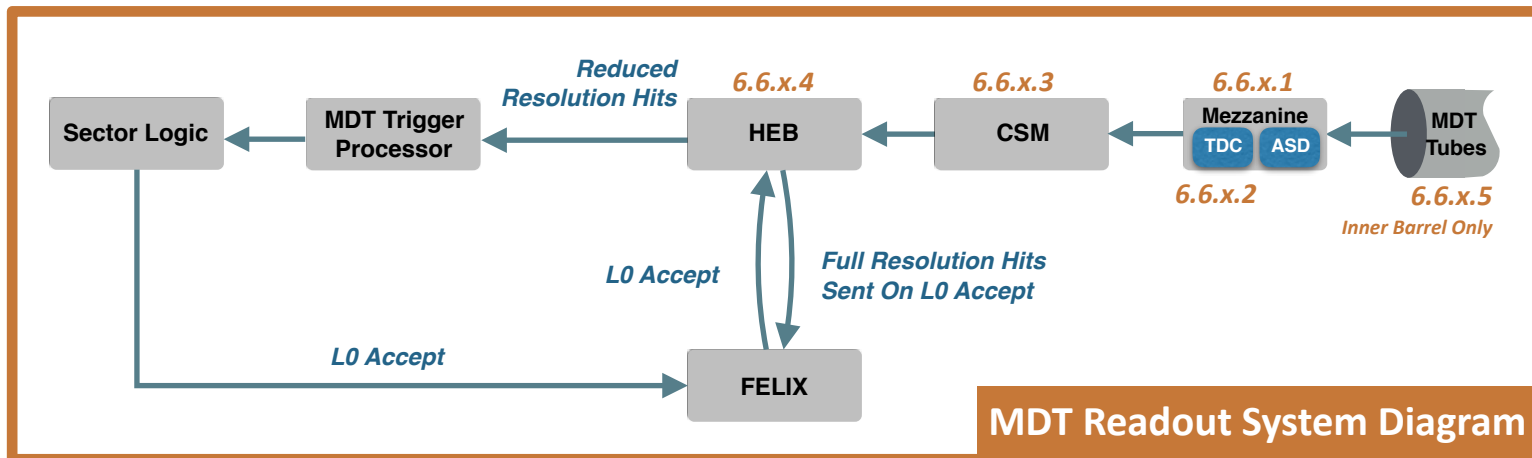 Reduced
Resolution Hits
6.6.x.4
6.6.x.3
6.6.x.1
Sector Logic
MDT Trigger
Processor
HEB
CSM
Mezzanine
TDC
ASD
MDT
Tubes
6.6.x.2
6.6.x.5
Inner Barrel Only
L0 Accept
Full Resolution Hits
Sent On L0 Accept
L0 Accept
FELIX
MDT Readout System Diagram